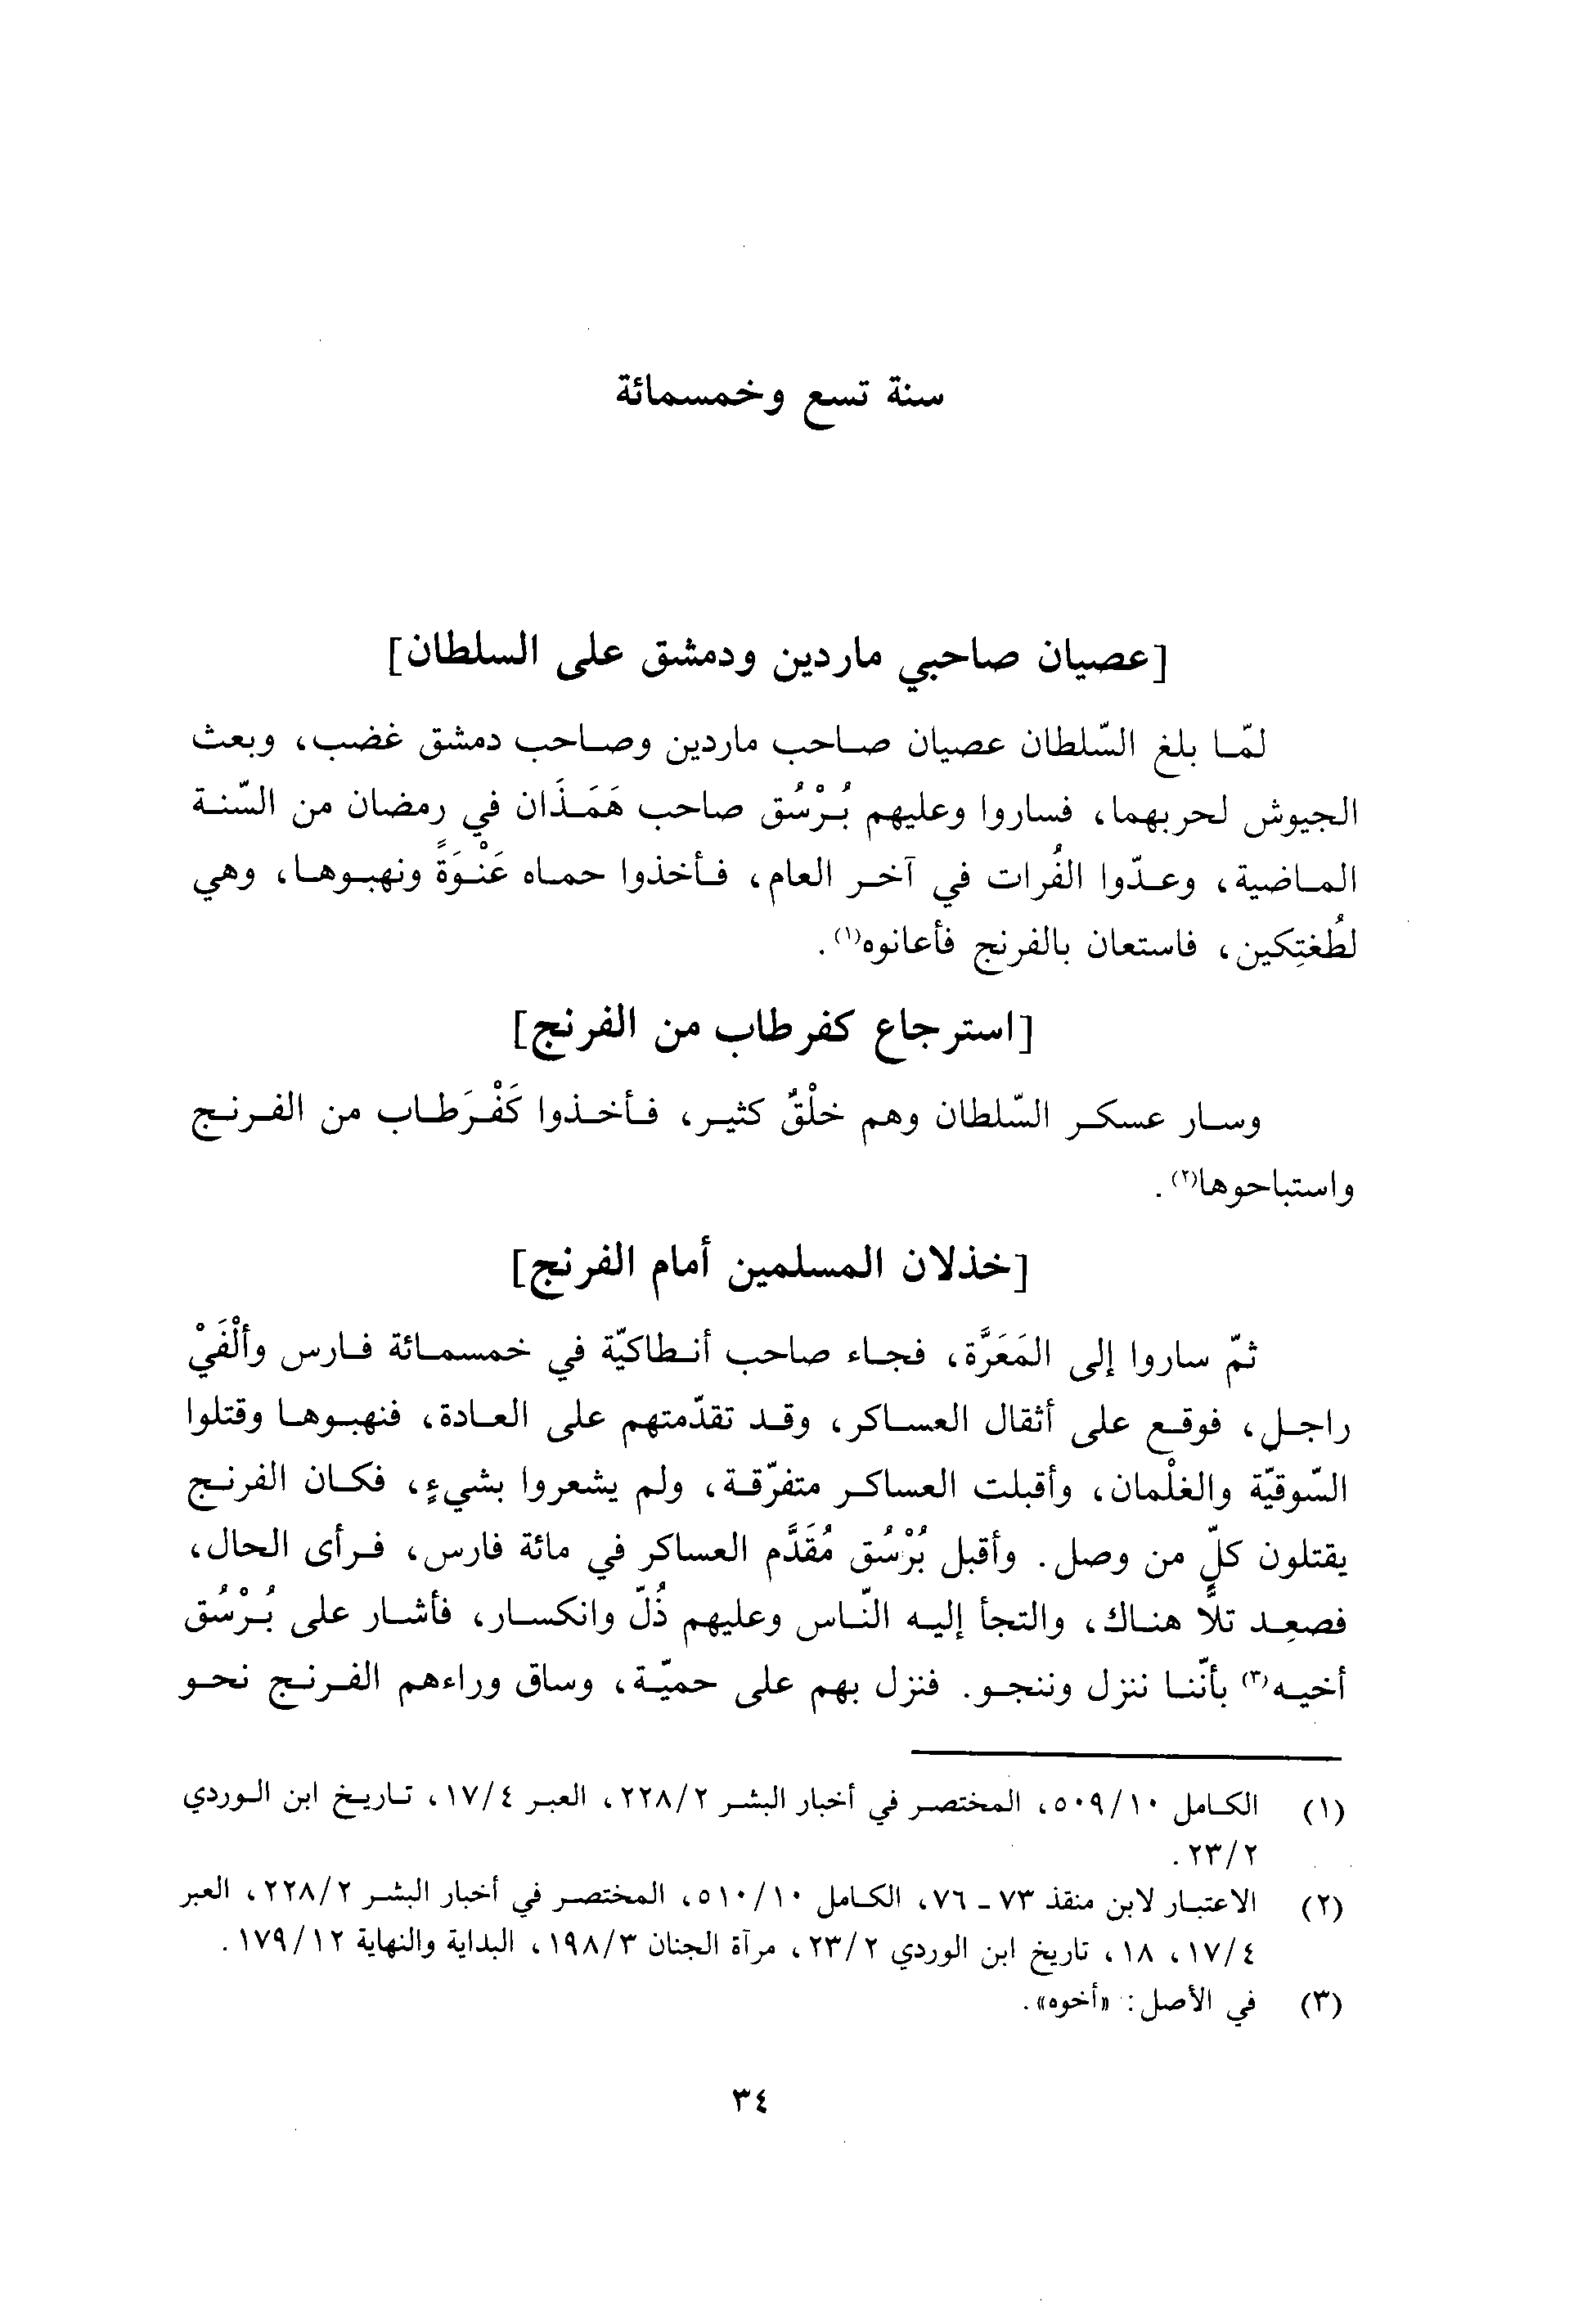 سنة تسع وخمسمائة
[عصيان صاحبي ماردين ودمشق على السلطان]
لمّا بلغ السّلطان عصيان صاحب ماردين وصاحب دمشق غضب، وبعث
الجيوش لحربهما، فساروا وعليهم بُرْسُق صاحب هَمَذَان في رمضان من السّنة
الماضية، وعدّوا الفُرات في آخر العام، فأخذوا حماه عَنْوَةً ونهبوها، وهي
لطُغتِكين، فاستعان بالفرنج فأعانوه(١).
[استرجاع كفرطاب من الفرنج]
وسار عسكر السّلطان وهم خلْقٌ كثير، فأخذوا كَفْرَطاب من الفرنج
واستباحوها(٢).
[خذلان المسلمين أمام الفرنج]
ثمّ ساروا إلى المَعَرَّة، فجاء صاحب أنطاكيّة في خمسمائة فارس وألْفَيْ
راجل، فوقع على أثقال العساكر، وقد تقدّمتهم على العادة، فنهبوها وقتلوا
السّوقيّة والغلْمان، وأقبلت العساكر متفرّقة، ولم يشعروا بشيءٍ، فكان الفرنج
يقتلون كلّ من وصل. وأقبل بُرْسُق مُقَدَّم العساكر في مائة فارس، فرأى الحال،
فصعِد تلاًّ هناك، والتجأ إليه النّاس وعليهم ذُلّ وانكسار، فأشار على بُرْسُق
أخيه(٣) بأنّنا ننزل وننجو. فنزل بهم على حميّة، وساق وراءهم الفرنج نحو
(١) الكامل ٥٠٩/١٠، المختصر في أخبار البشر ٢٢٨/٢، العبر ١٧/٤، تاريخ ابن الوردي
٢٣/٢.
(٢) الاعتبار لابن منقذ ٧٣ - ٧٦، الكامل ٥١٠/١٠، المختصر في أخبار البشر ٢٢٨/٢، العبر
١٧/٤، ١٨، تاريخ ابن الوردي ٢٣/٢، مرآة الجنان ١٩٨/٣، البداية والنهاية ١٧٩/١٢.
(٣) في الأصل: «أخوه».
٣٤